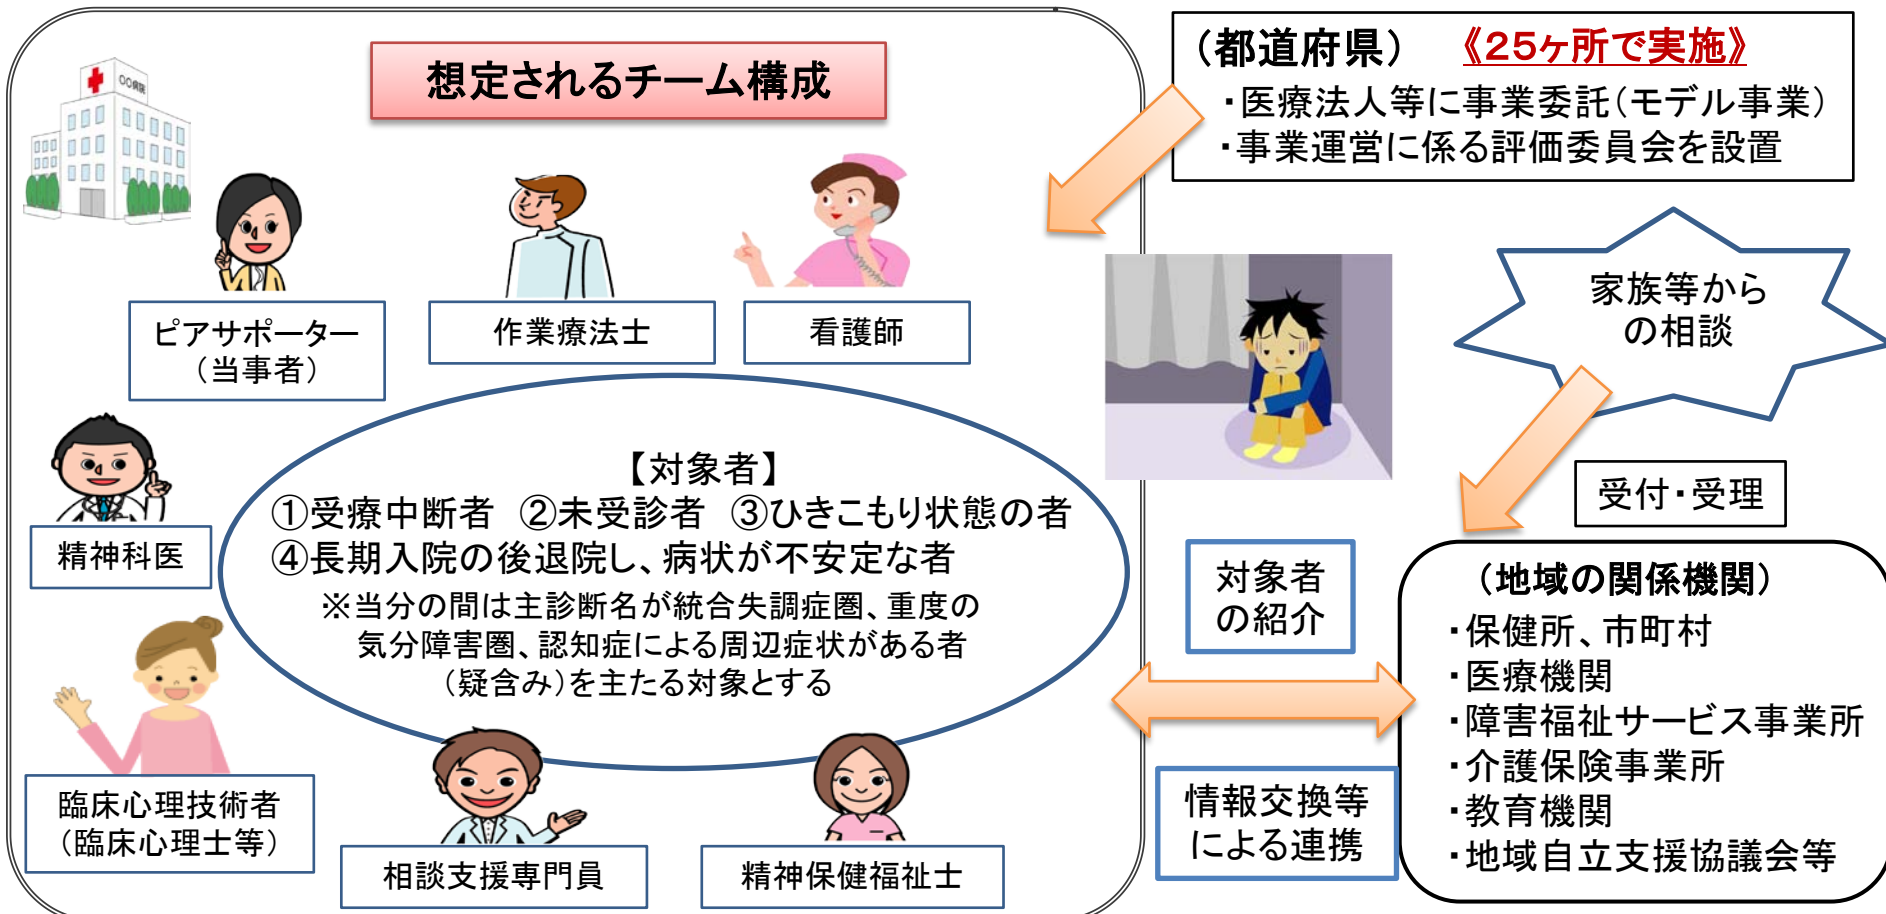 想定されるチーム構成
○○病院
ピアサポーター
（当事者）
作業療法士
看護師
精神科医
【対象者】
①受療中断者 ②未受診者 ③ひきこもり状態の者
④長期入院の後退院し、病状が不安定な者
※当分の間は主診断名が統合失調症圏、重度の
気分障害圏、認知症による周辺症状がある者
（疑含み）を主たる対象とする
臨床心理技術者
（臨床心理士等）
相談支援専門員
精神保健福祉士
（都道府県） 《25ヶ所で実施》
・医療法人等に事業委託（モデル事業）
・事業運営に係る評価委員会を設置
家族等から
の相談
受付・受理
対象者
の紹介
情報交換等
による連携
（地域の関係機関）
・保健所、市町村
・医療機関
・障害福祉サービス事業所
・介護保険事業所
・教育機関
・地域自立支援協議会等